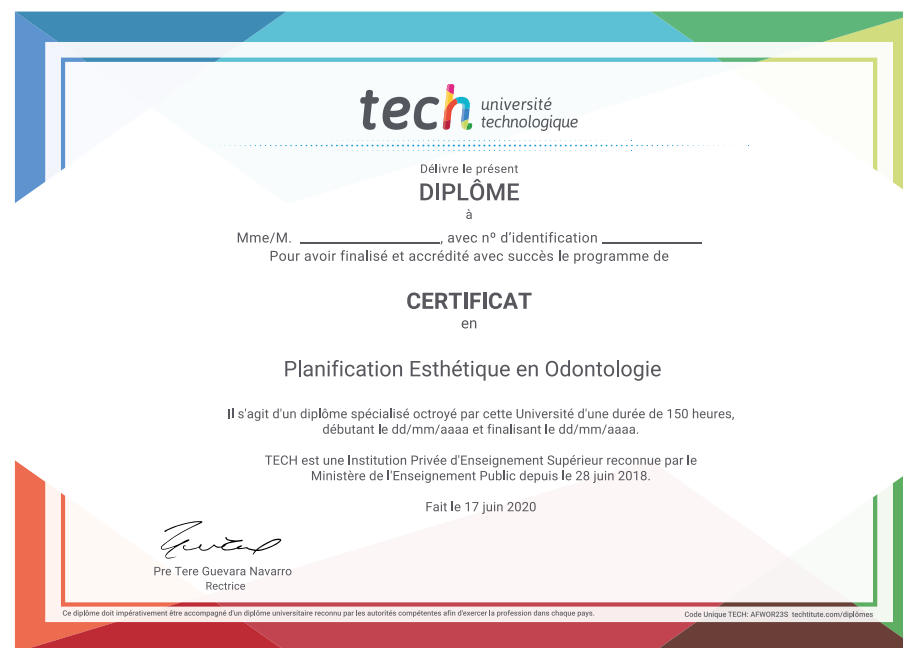 tech université
technologique
Délivre le présent
DIPLÔME
à
Mme/M. ____________________, avec nº d'identification ______________
Pour avoir finalisé et accrédité avec succès le programme de
CERTIFICAT
en
Planification Esthétique en Odontologie
Il s'agit d'un diplôme spécialisé octroyé par cette Université d'une durée de 150 heures,
débutant le dd/mm/aaaa et finalisant le dd/mm/aaaa.
TECH est une Institution Privée d'Enseignement Supérieur reconnue par le
Ministère de l'Enseignement Public depuis le 28 juin 2018.
Fait le 17 juin 2020
Pre Tere Guevara Navarro
Rectrice
Ce diplôme doit impérativement être accompagné d'un diplôme universitaire reconnu par les autorités compétentes afin d'exercer la profession dans chaque pays.
Code Unique TECH: AFWOR23S techtitute.com/diplômes